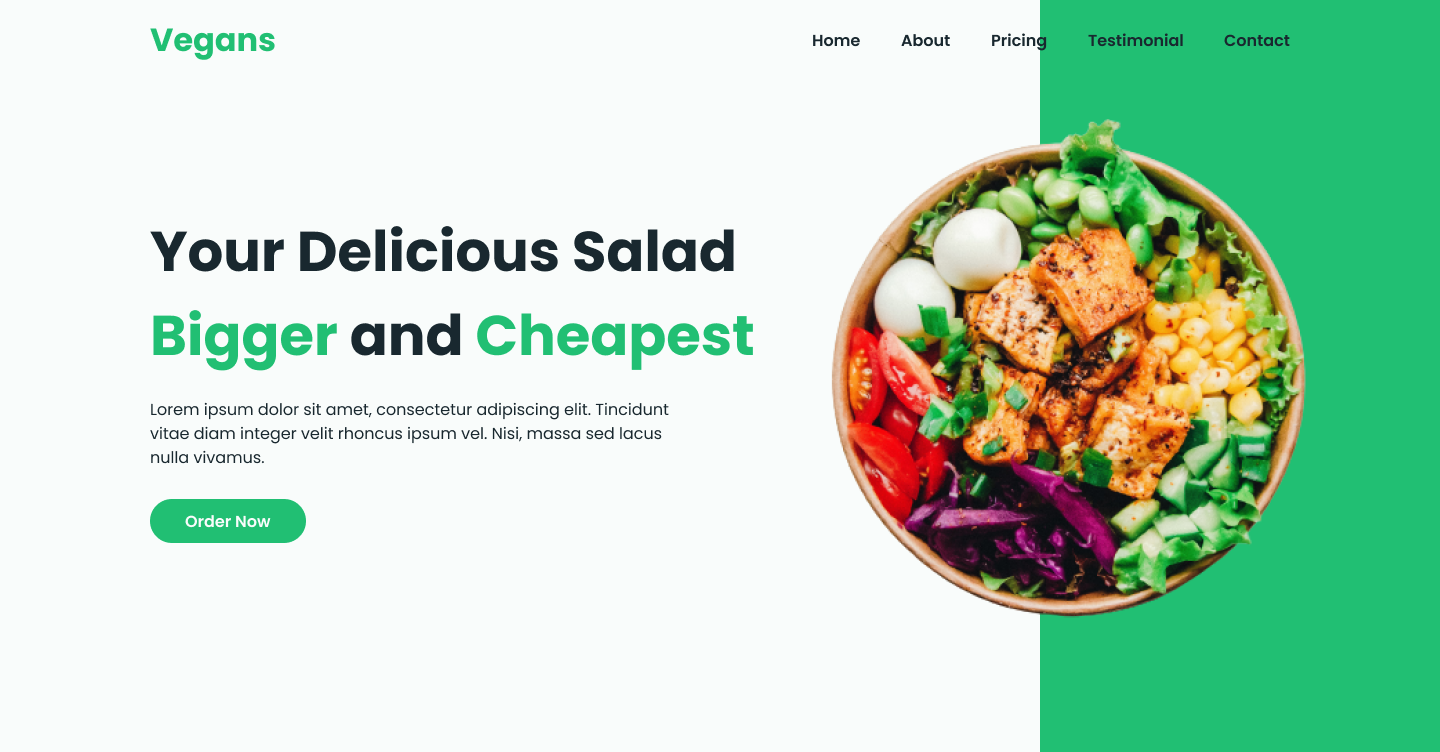 Vegans
Home About Pricing Testimonial Contact
Your Delicious Salad
Bigger and Cheapest
Lorem ipsum dolor sit amet, consectetur adipiscing elit. Tincidunt
vitae diam integer velit rhoncus ipsum vel. Nisi, massa sed lacus
nulla vivamus.
Order Now